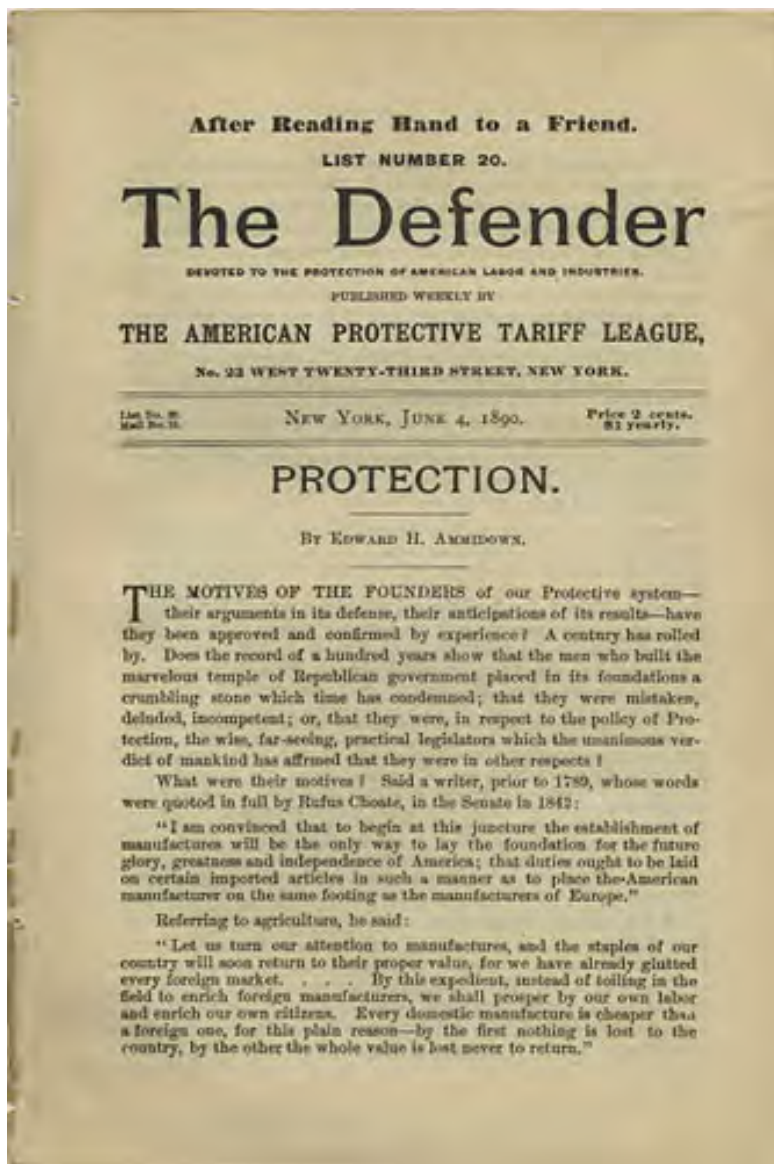 After Reading Hand to a Friend.
LIST NUMBER 20.
The Defender
DEVOTED TO THE PROTECTION OF AMERICAN LABOR AND INDUSTRIES.
PUBLISHED WEEKLY BY
THE AMERICAN PROTECTIVE TARIFF LEAGUE,
No. 23 WEST TWENTY-THIRD STREET, NEW YORK.
List No. 20.
NEW YORK, JUNE 4, 1890.
Price 2 cents.
$1 yearly.
PROTECTION.
BY EDWARD H. AMMIDOWN.
THE MOTIVES OF THE FOUNDERS of our Protective system—
their arguments in its defense, their anticipations of its results—have
they been approved and confirmed by experience? A century has rolled
by. Does the record of a hundred years show that the men who built the
marvelous temple of Republican government placed in its foundations a
crumbling stone which time has condemned; that they were mistaken,
deluded, incompetent; or, that they were, in respect to the policy of Pro-
tection, the wise, far-seeing, practical legislators which the unanimous ver-
dict of mankind has affirmed that they were in other respects?
What were their motives? Said a writer, prior to 1789, whose words
were quoted in full by Rufus Choate, in the Senate in 1842:
"I am convinced that to begin at this juncture the establishment of
manufactures will be the only way to lay the foundation for the future
glory, greatness and independence of America; that duties ought to be laid
on certain imported articles in such a manner as to place the American
manufacturer on the same footing as the manufacturers of Europe."
Referring to agriculture, he said:
"Let us turn our attention to manufactures, and the staples of our
country will soon return to their proper value, for we have already glutted
every foreign market. . . . By this expedient, instead of toiling in the
field to enrich foreign manufacturers, we shall prosper by our own labor
and enrich our own citizens. Every domestic manufacture is cheaper than
a foreign one, for this plain reason—by the first nothing is lost to the
country, by the other the whole value is lost never to return."